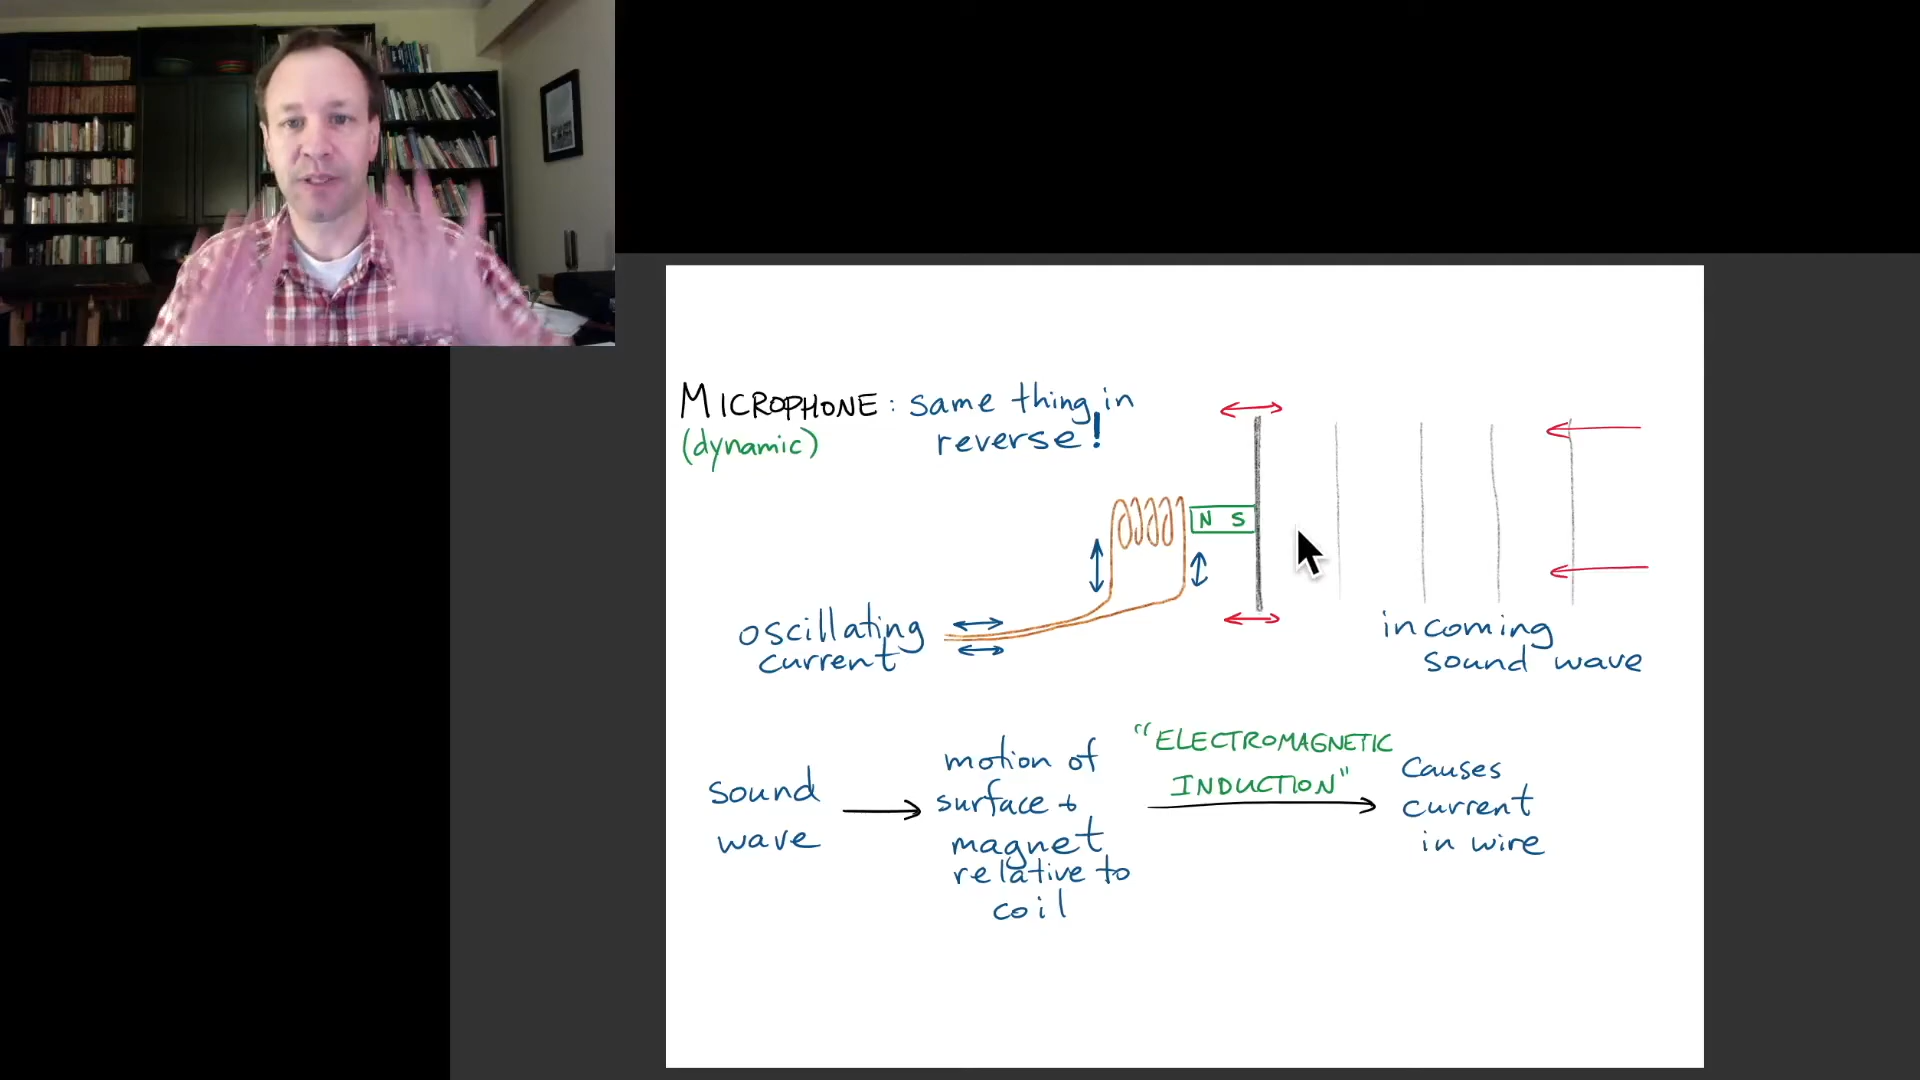 MICROPHONE: same thing in
(dynamic) reverse!
N S
oscillating
current
incoming
sound wave
sound
wave
motion of
surface +
magnet
relative to
coil
"ELECTROMAGNETIC
INDUCTION"
causes
current
in wire